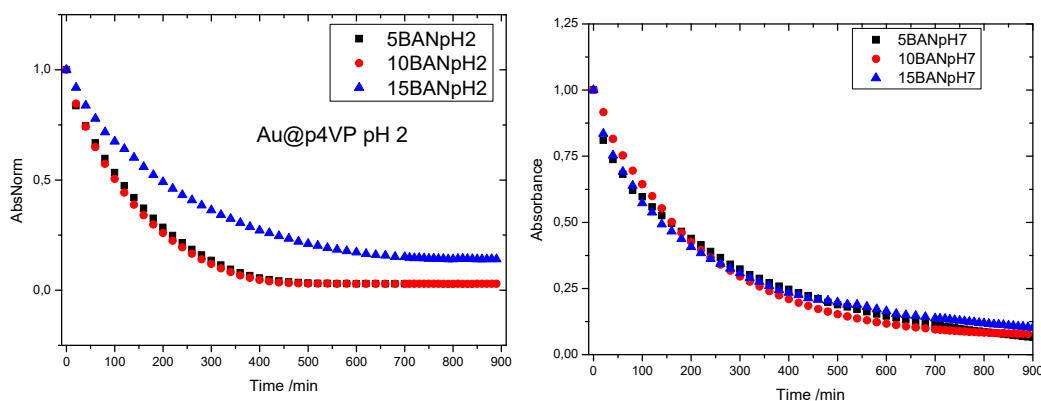 5BANpH2
10BANpH2
15BANpH2
Au@p4VP pH 2
AbsNorm
1,0
0,5
0,0
0 100 200 300 400 500 600 700 800 900
Time /min
5BANpH7
10BANpH7
15BANpH7
Absorbance
1,25
1,00
0,75
0,50
0,25
0,00
0 100 200 300 400 500 600 700 800 900
Time /min